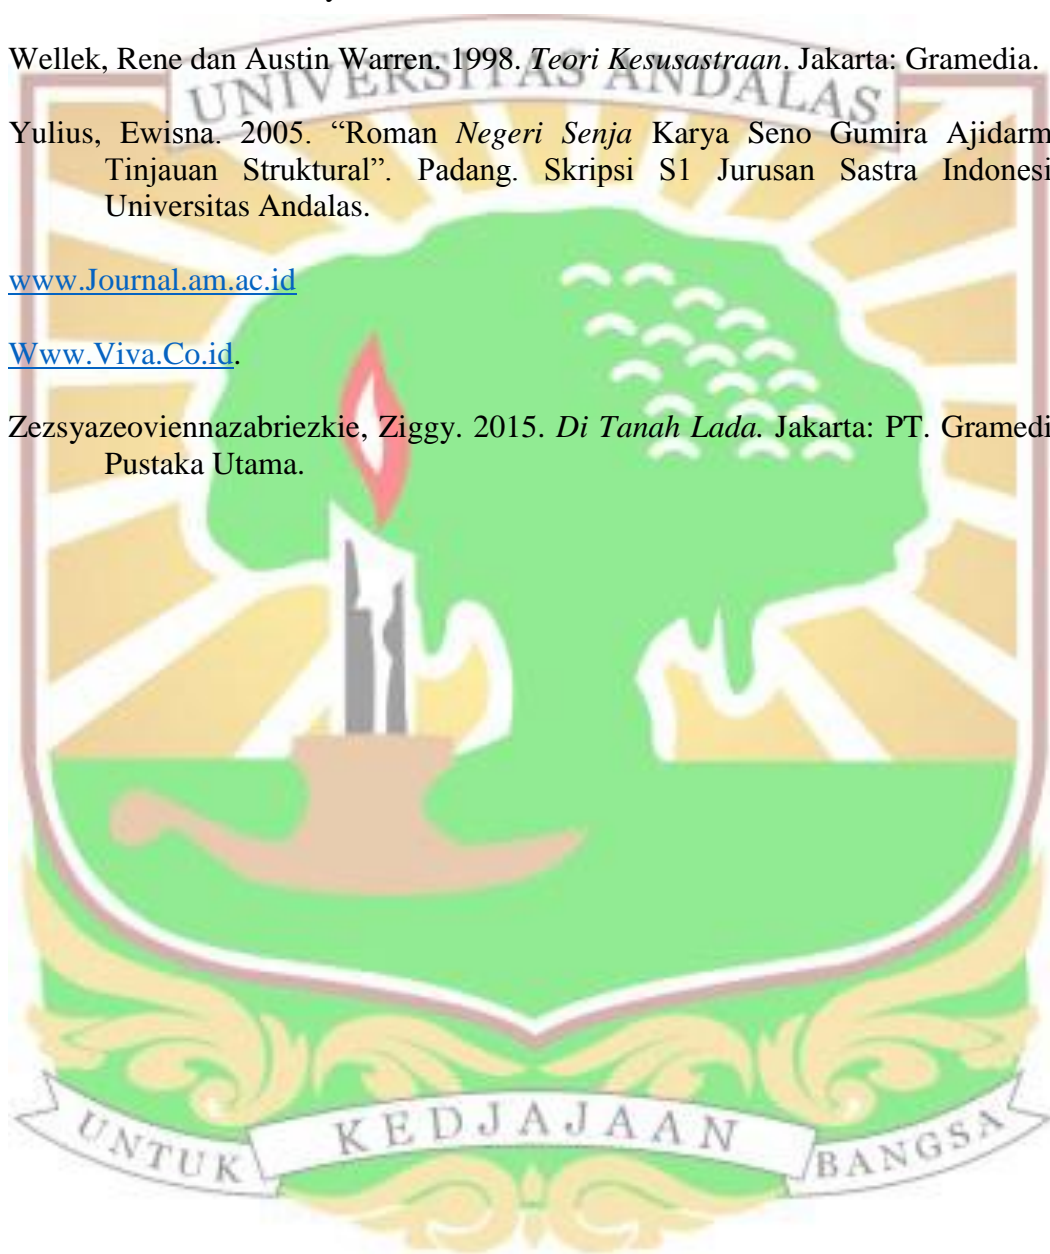 Wellek, Rene dan Austin Warren. 1998. Teori Kesusastraan. Jakarta: Gramedia.
UNIVERSITAS ANDALAS
Yulius, Ewisna. 2005. “Roman Negeri Senja Karya Seno Gumira Ajidarm
Tinjauan Struktural”. Padang. Skripsi S1 Jurusan Sastra Indonesi
Universitas Andalas.
www.Journal.am.ac.id
Www.Viva.Co.id.
Zezsyazeoviennazabriezkie, Ziggy. 2015. Di Tanah Lada. Jakarta: PT. Gramedi
Pustaka Utama.
UNTUK KEDJAJAAN BANGSA